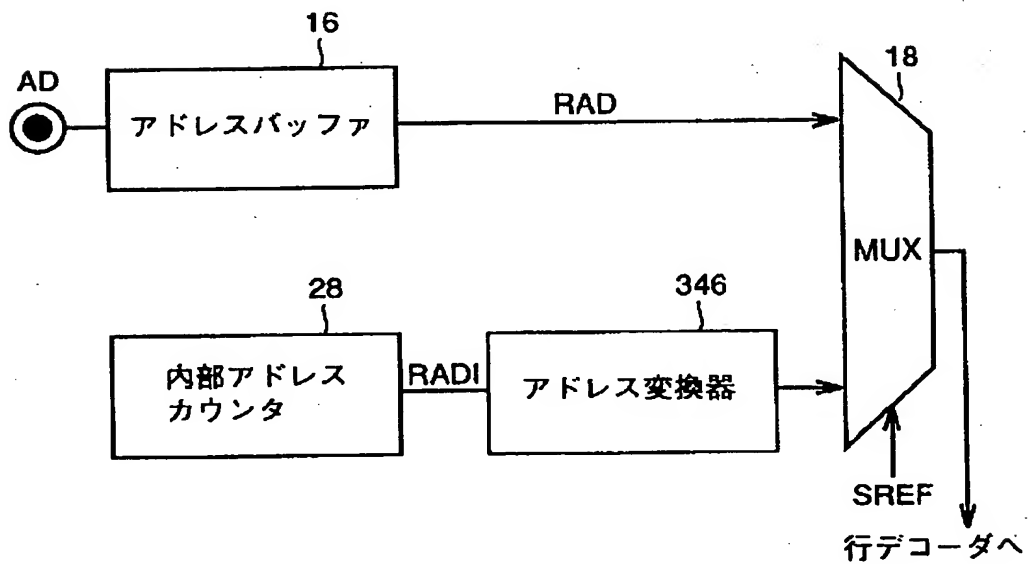 16
AD
アドレスバッファ
RAD
18
MUX
28
内部アドレス
カウンタ
RADI
346
アドレス変換器
SREF
行デコーダへ